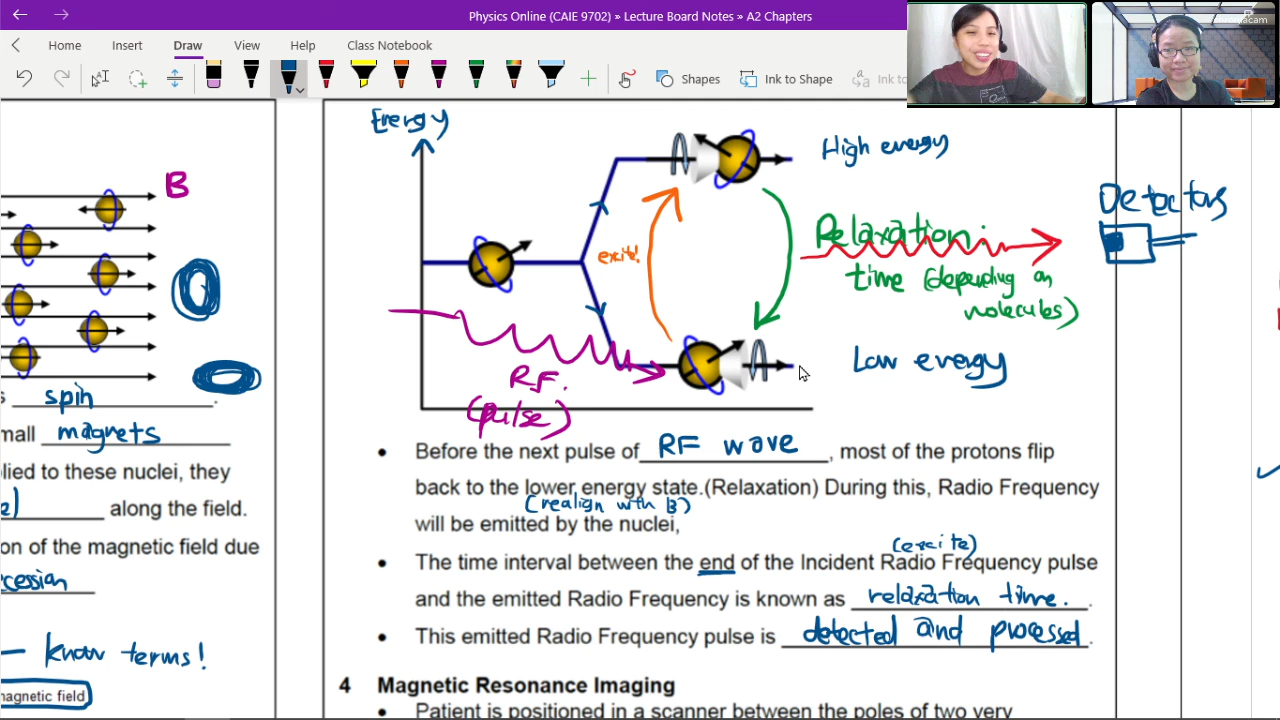 Physics Online (CAIE 9702) » Lecture Board Notes » A2 Chapters
Home Insert Draw View Help Class Notebook
Shapes Ink to Shape Ink to
Energy
High energy
B
Detectors
excite!
Relaxation:
time (depending on
molecules)
Low energy
RF.
(pulse)
spin
mall magnets
lied to these nuclei, they
along the field.
on of the magnetic field due
cession
— know terms!
nagnetic field
• Before the next pulse of RF wave, most of the protons flip
back to the lower energy state.(Relaxation) During this, Radio Frequency
(realign with B)
will be emitted by the nuclei,
(excite)
• The time interval between the end of the Incident Radio Frequency pulse
and the emitted Radio Frequency is known as relaxation time.
• This emitted Radio Frequency pulse is detected and processed.
4 Magnetic Resonance Imaging
• Patient is positioned in a scanner between the poles of two very